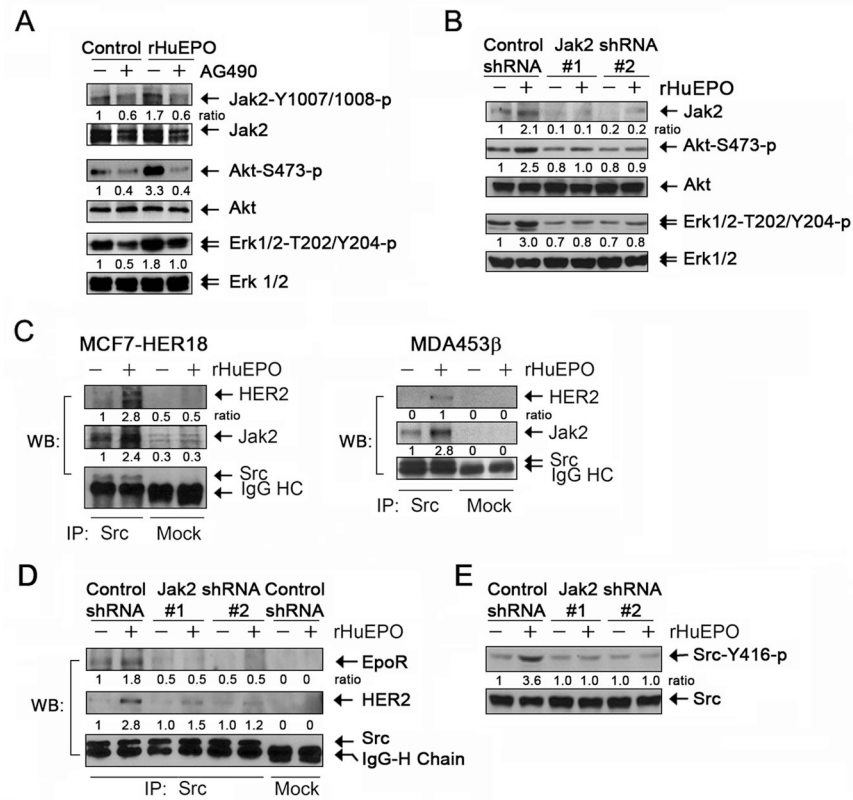 A
Control rHuEPO
− + − + AG490
Jak2-Y1007/1008-p
1 0.6 1.7 0.6 ratio
Jak2
Akt-S473-p
1 0.4 3.3 0.4
Akt
Erk1/2-T202/Y204-p
1 0.5 1.8 1.0
Erk 1/2
B
Control Jak2 shRNA
shRNA #1 #2
− + − + − + rHuEPO
Jak2
1 2.1 0.1 0.1 0.2 0.2 ratio
Akt-S473-p
1 2.5 0.8 1.0 0.8 0.9
Akt
Erk1/2-T202/Y204-p
1 3.0 0.7 0.8 0.7 0.8
Erk1/2
C
MCF7-HER18
− + − + rHuEPO
HER2
1 2.8 0.5 0.5 ratio
WB:
Jak2
1 2.4 0.3 0.3
Src
IgG HC
IP: Src Mock
MDA453β
− + − + rHuEPO
HER2
0 1 0 0 ratio
WB:
Jak2
1 2.8 0 0
Src
IgG HC
IP: Src Mock
D
Control Jak2 shRNA Control
shRNA #1 #2 shRNA
− + − + − + − + rHuEPO
EpoR
1 1.8 0.5 0.5 0.5 0.5 0 0 ratio
WB:
HER2
1 2.8 1.0 1.5 1.0 1.2 0 0
Src
IgG-H Chain
IP: Src Mock
E
Control Jak2 shRNA
shRNA #1 #2
− + − + − + rHuEPO
Src-Y416-p
1 3.6 1.0 1.0 1.0 1.0 ratio
Src